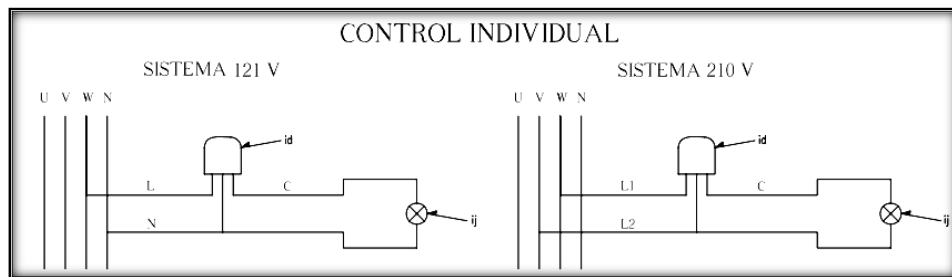 CONTROL INDIVIDUAL
SISTEMA 121 V
U V W N
id
L C
ij
N
SISTEMA 210 V
U V W N
id
L1 C
ij
L2